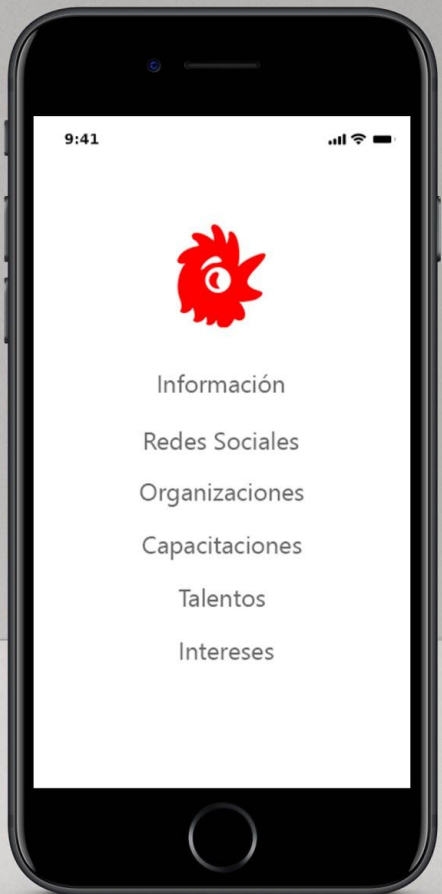 9:41
Información
Redes Sociales
Organizaciones
Capacitaciones
Talentos
Intereses